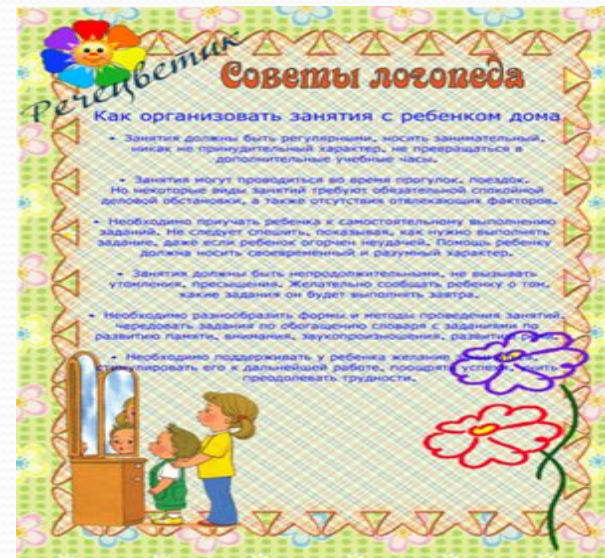 Речецветик
Советы логопеда
Как организовать занятия с ребенком дома
• Занятия должны быть регулярными, носить занимательный,
никак не принудительный характер, не превращаться в
дополнительные учебные часы.
• Занятия могут проводиться во время прогулок, поездок.
Но некоторые виды занятий требуют обязательной спокойной
деловой обстановки, а также отсутствия отвлекающих факторов.
• Необходимо приучать ребенка к самостоятельному выполнению
заданий. Не следует спешить, показывая, как нужно выполнять
задание, даже если ребенок огорчен неудачей. Помощь ребенку
должна носить своевременный и разумный характер.
• Занятия должны быть непродолжительными, не вызывать
утомления, пресыщения. Желательно сообщать ребенку о том,
какие задания он будет выполнять завтра.
• Необходимо разнообразить формы и методы проведения занятий,
чередовать задания по обогащению словаря с заданиями по
развитию памяти, внимания, звукопроизношения, развитию
• Необходимо поддерживать у ребенка желание
стимулировать его к дальнейшей работе, поощрять успехи, учить
преодолевать трудности.